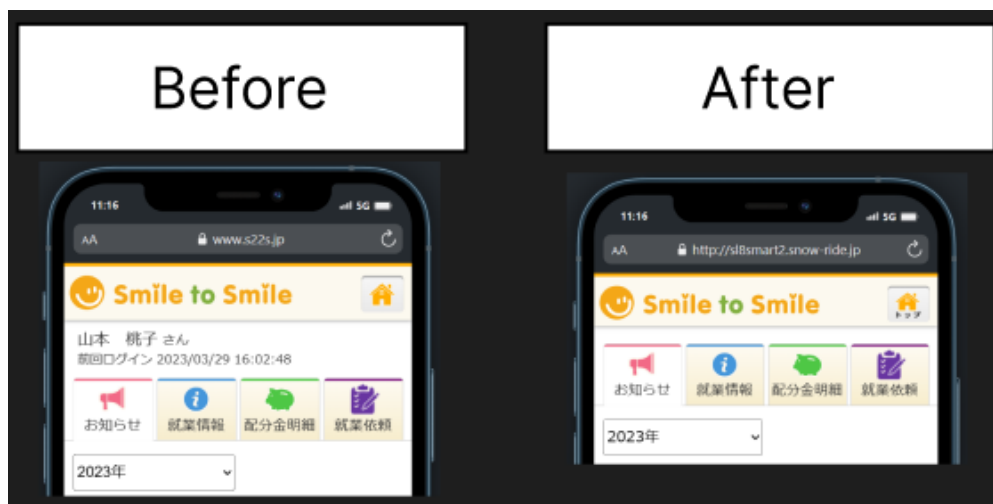 Before
After
11:16
5G
AA
www.s22s.jp
Smile to Smile
山本 桃子 さん
前回ログイン 2023/03/29 16:02:48
お知らせ
就業情報
配分金明細
就業依頼
2023年
11:16
5G
AA
http://sl8smart2.snow-ride.jp
Smile to Smile
トップ
お知らせ
就業情報
配分金明細
就業依頼
2023年